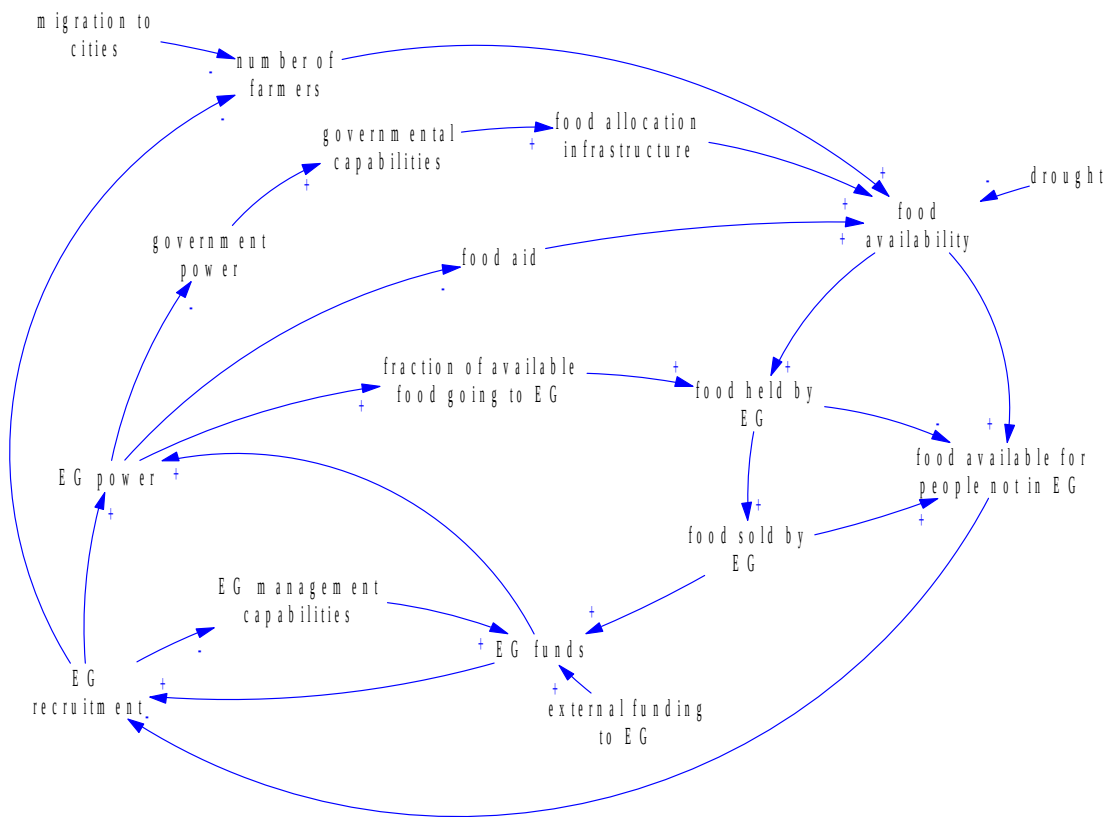 migration to
cities
number of
farmers
governmental
capabilities
food allocation
infrastructure
drought
food
availability
government
power
food aid
fraction of available
food going to EG
food held by
EG
EG power
food available for
people not in EG
food sold by
EG
EG management
capabilities
EG funds
EG
recruitment
external funding
to EG
-
-
+
+
+
+
+
-
-
-
+
+
+
-
+
+
+
+
+
+
-
+
+
+
-